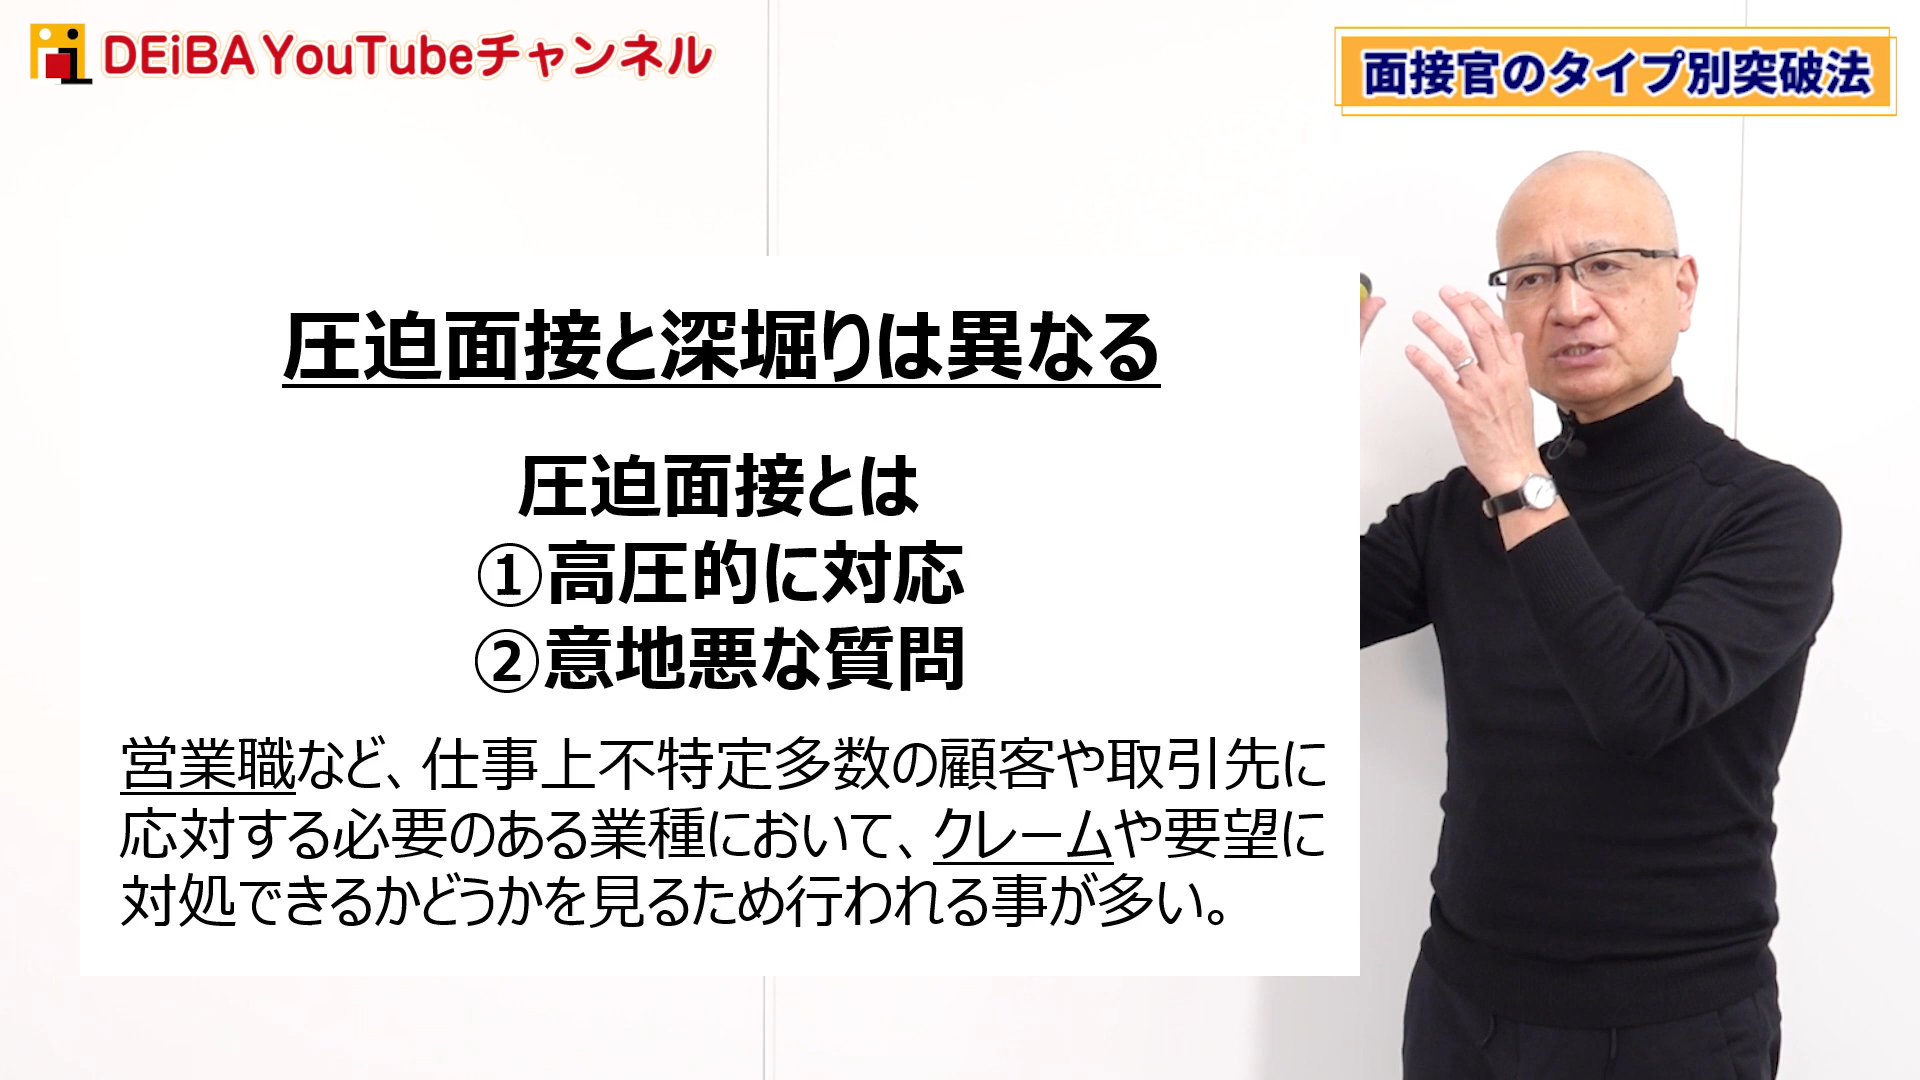 DEiBA YouTubeチャンネル
面接官のタイプ別突破法
圧迫面接と深堀りは異なる
圧迫面接とは
①高圧的に対応
②意地悪な質問
営業職など、仕事上不特定多数の顧客や取引先に
応対する必要のある業種において、クレームや要望に
対処できるかどうかを見るため行われる事が多い。